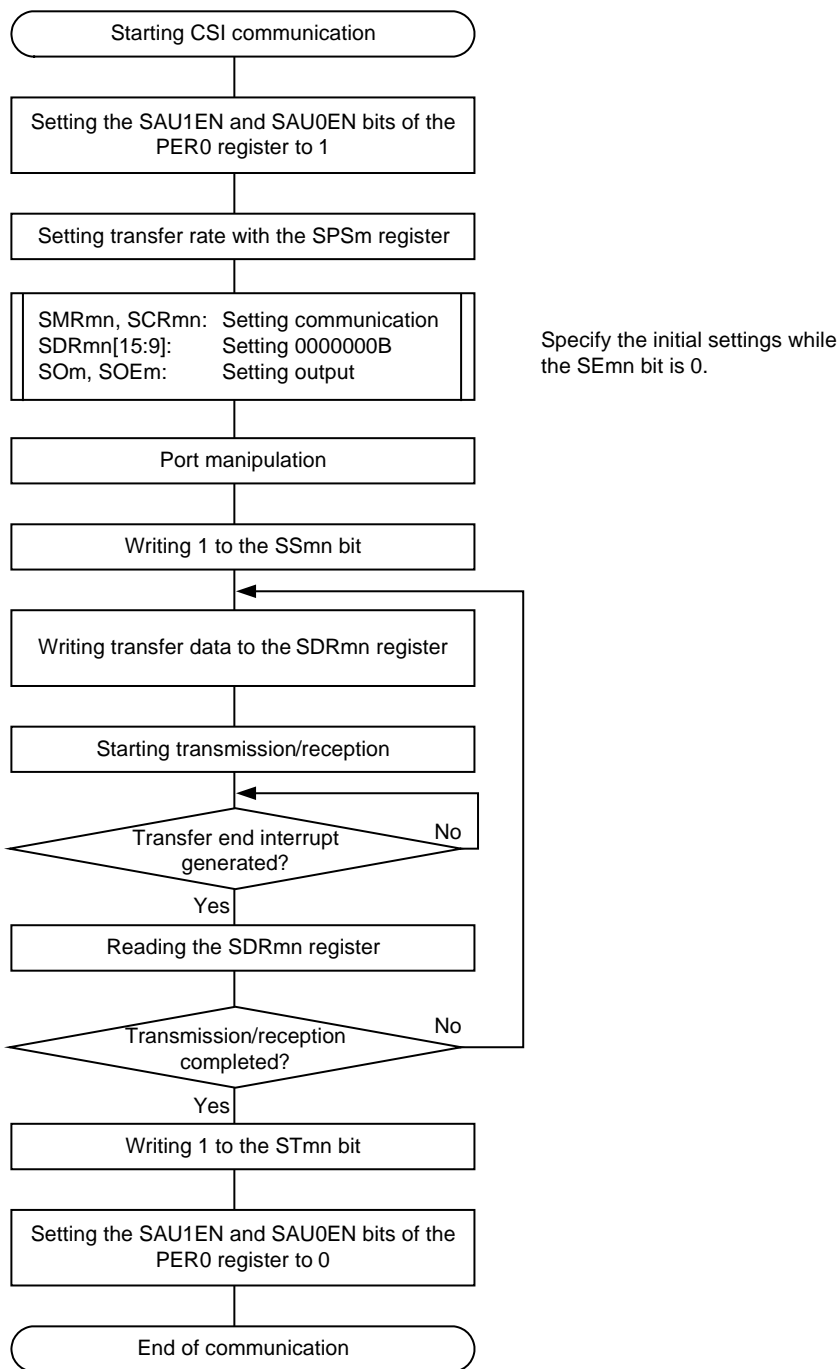 Starting CSI communication
Setting the SAU1EN and SAU0EN bits of the
PER0 register to 1
Setting transfer rate with the SPSm register
SMRmn, SCRmn: Setting communication
SDRmn[15:9]: Setting 0000000B
SOm, SOEm: Setting output
Specify the initial settings while
the SEmn bit is 0.
Port manipulation
Writing 1 to the SSmn bit
Writing transfer data to the SDRmn register
Starting transmission/reception
Transfer end interrupt
generated?
No
Yes
Reading the SDRmn register
Transmission/reception
completed?
No
Yes
Writing 1 to the STmn bit
Setting the SAU1EN and SAU0EN bits of the
PER0 register to 0
End of communication